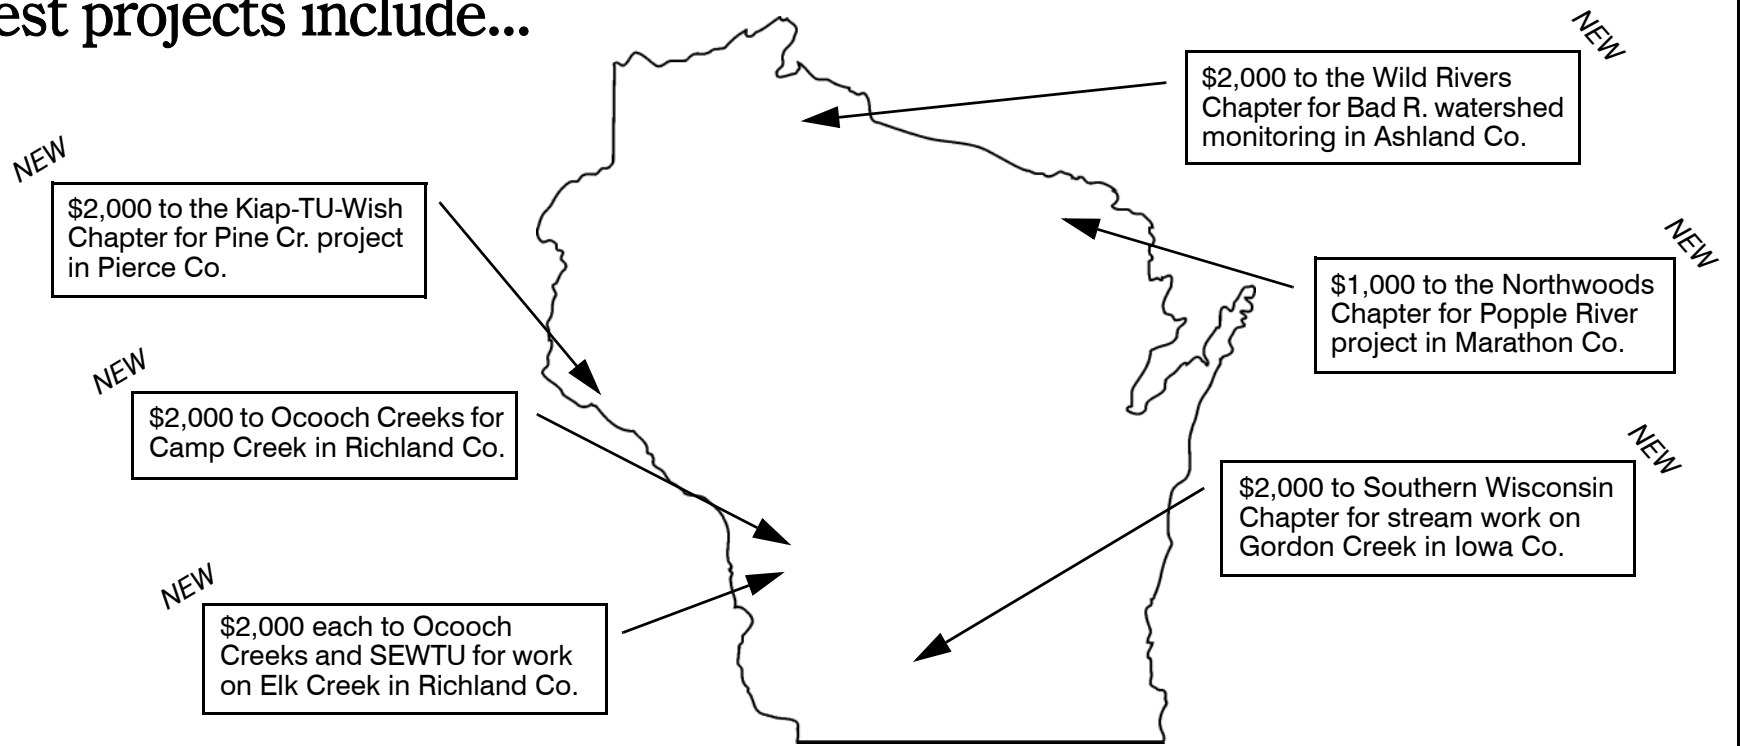 est projects include...
NEW
$2,000 to the Wild Rivers
Chapter for Bad R. watershed
monitoring in Ashland Co.
NEW
$2,000 to the Kiap-TU-Wish
Chapter for Pine Cr. project
in Pierce Co.
NEW
$1,000 to the Northwoods
Chapter for Popple River
project in Marathon Co.
NEW
$2,000 to Ocooch Creeks for
Camp Creek in Richland Co.
NEW
$2,000 to Southern Wisconsin
Chapter for stream work on
Gordon Creek in Iowa Co.
NEW
$2,000 each to Ocooch
Creeks and SEWTU for work
on Elk Creek in Richland Co.